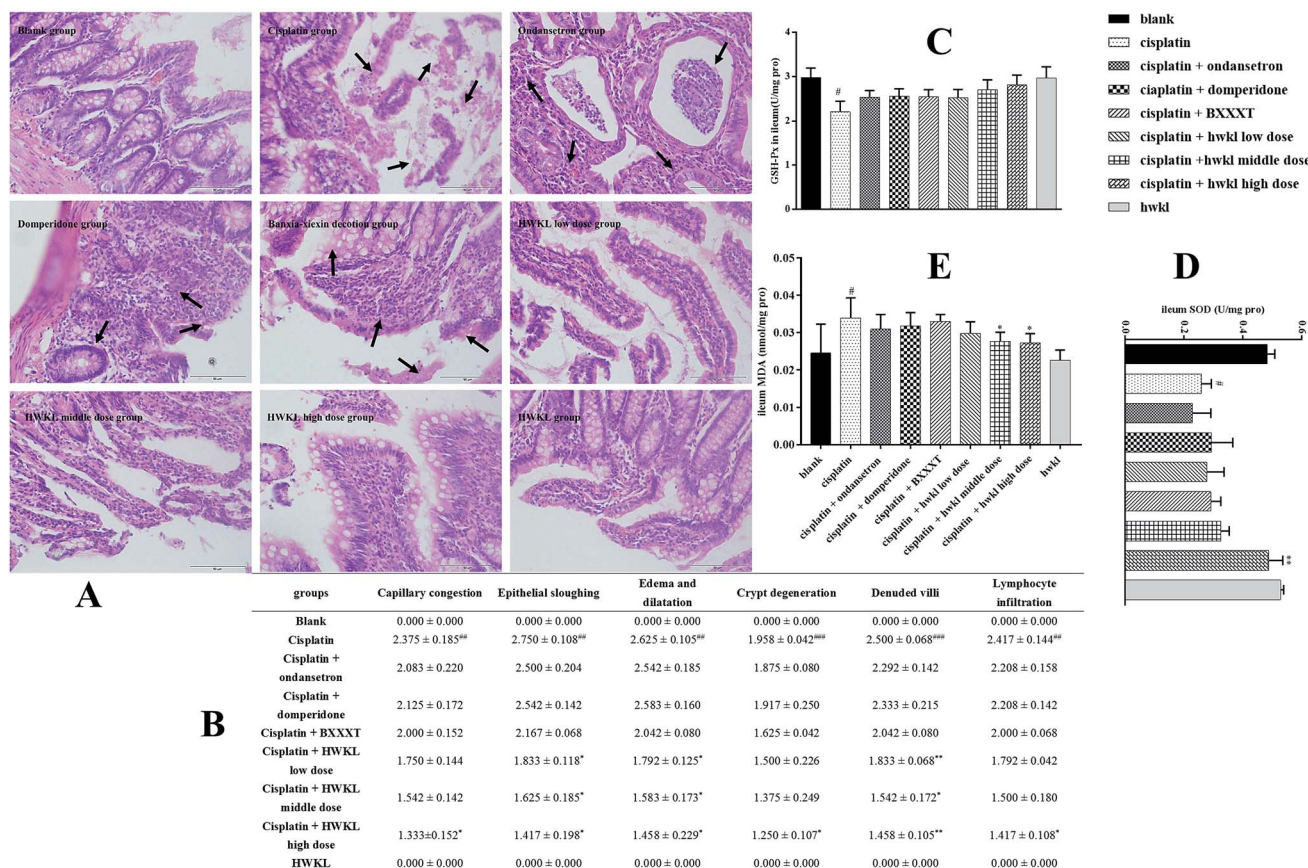 Blank group
Cisplatin group
Ondansetron group
Domperidone group
Banxia-xiexin decotion group
HWKL low dose group
HWKL middle dose group
HWKL high dose group
HWKL group
A
C
GSH-Px in ileum(U/mg pro)
4
3
2
1
0
#
blank
cisplatin
cisplatin + ondansetron
ciaplatin + domperidone
cisplatin + BXXXT
cisplatin + hwkl low dose
cisplatin +hwkl middle dose
cisplatin + hwkl high dose
hwkl
E
ileum MDA (nmol/mg pro)
0.05
0.04
0.03
0.02
0.01
0.00
#
*
*
blank
cisplatin
cisplatin + ondansetron
cisplatin + domperidone
cisplatin + BXXXT
cisplatin + hwkl low dose
cisplatin + hwkl middle dose
cisplatin + hwkl high dose
hwkl
D
ileum SOD (U/mg pro)
0.0
0.2
0.4
0.6
#
**
B
groups Capillary congestion Epithelial sloughing Edema and dilatation Crypt degeneration Denuded villi Lymphocyte infiltration
Blank 0.000 ± 0.000 0.000 ± 0.000 0.000 ± 0.000 0.000 ± 0.000 0.000 ± 0.000 0.000 ± 0.000
Cisplatin 2.375 ± 0.185## 2.750 ± 0.108## 2.625 ± 0.105## 1.958 ± 0.042### 2.500 ± 0.068### 2.417 ± 0.144##
Cisplatin + ondansetron 2.083 ± 0.220 2.500 ± 0.204 2.542 ± 0.185 1.875 ± 0.080 2.292 ± 0.142 2.208 ± 0.158
Cisplatin + domperidone 2.125 ± 0.172 2.542 ± 0.142 2.583 ± 0.160 1.917 ± 0.250 2.333 ± 0.215 2.208 ± 0.142
Cisplatin + BXXXT 2.000 ± 0.152 2.167 ± 0.068 2.042 ± 0.080 1.625 ± 0.042 2.042 ± 0.080 2.000 ± 0.068
Cisplatin + HWKL low dose 1.750 ± 0.144 1.833 ± 0.118* 1.792 ± 0.125* 1.500 ± 0.226 1.833 ± 0.068** 1.792 ± 0.042
Cisplatin + HWKL middle dose 1.542 ± 0.142 1.625 ± 0.185* 1.583 ± 0.173* 1.375 ± 0.249 1.542 ± 0.172* 1.500 ± 0.180
Cisplatin + HWKL high dose 1.333±0.152* 1.417 ± 0.198* 1.458 ± 0.229* 1.250 ± 0.107* 1.458 ± 0.105** 1.417 ± 0.108*
HWKL 0.000 ± 0.000 0.000 ± 0.000 0.000 ± 0.000 0.000 ± 0.000 0.000 ± 0.000 0.000 ± 0.000